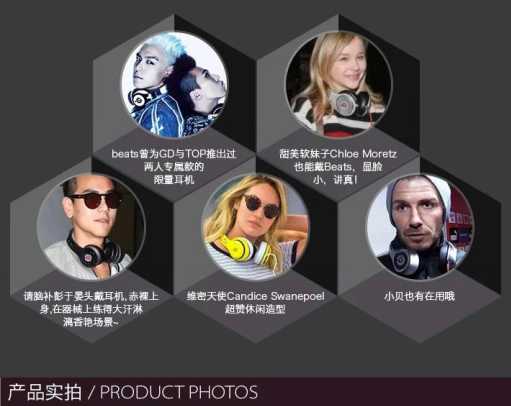 beats曾为GD与TOP推出过
两人专属款的
限量耳机
甜美软妹子Chloe Moretz
也能戴Beats，显脸
小、讲真！
请脑补彭于晏头戴耳机,赤裸上
身,在器械上练得大汗淋
漓香艳场景~
维密天使Candice Swanepoel
超赞休闲造型
小贝也有在用哦
产品实拍 / PRODUCT PHOTOS